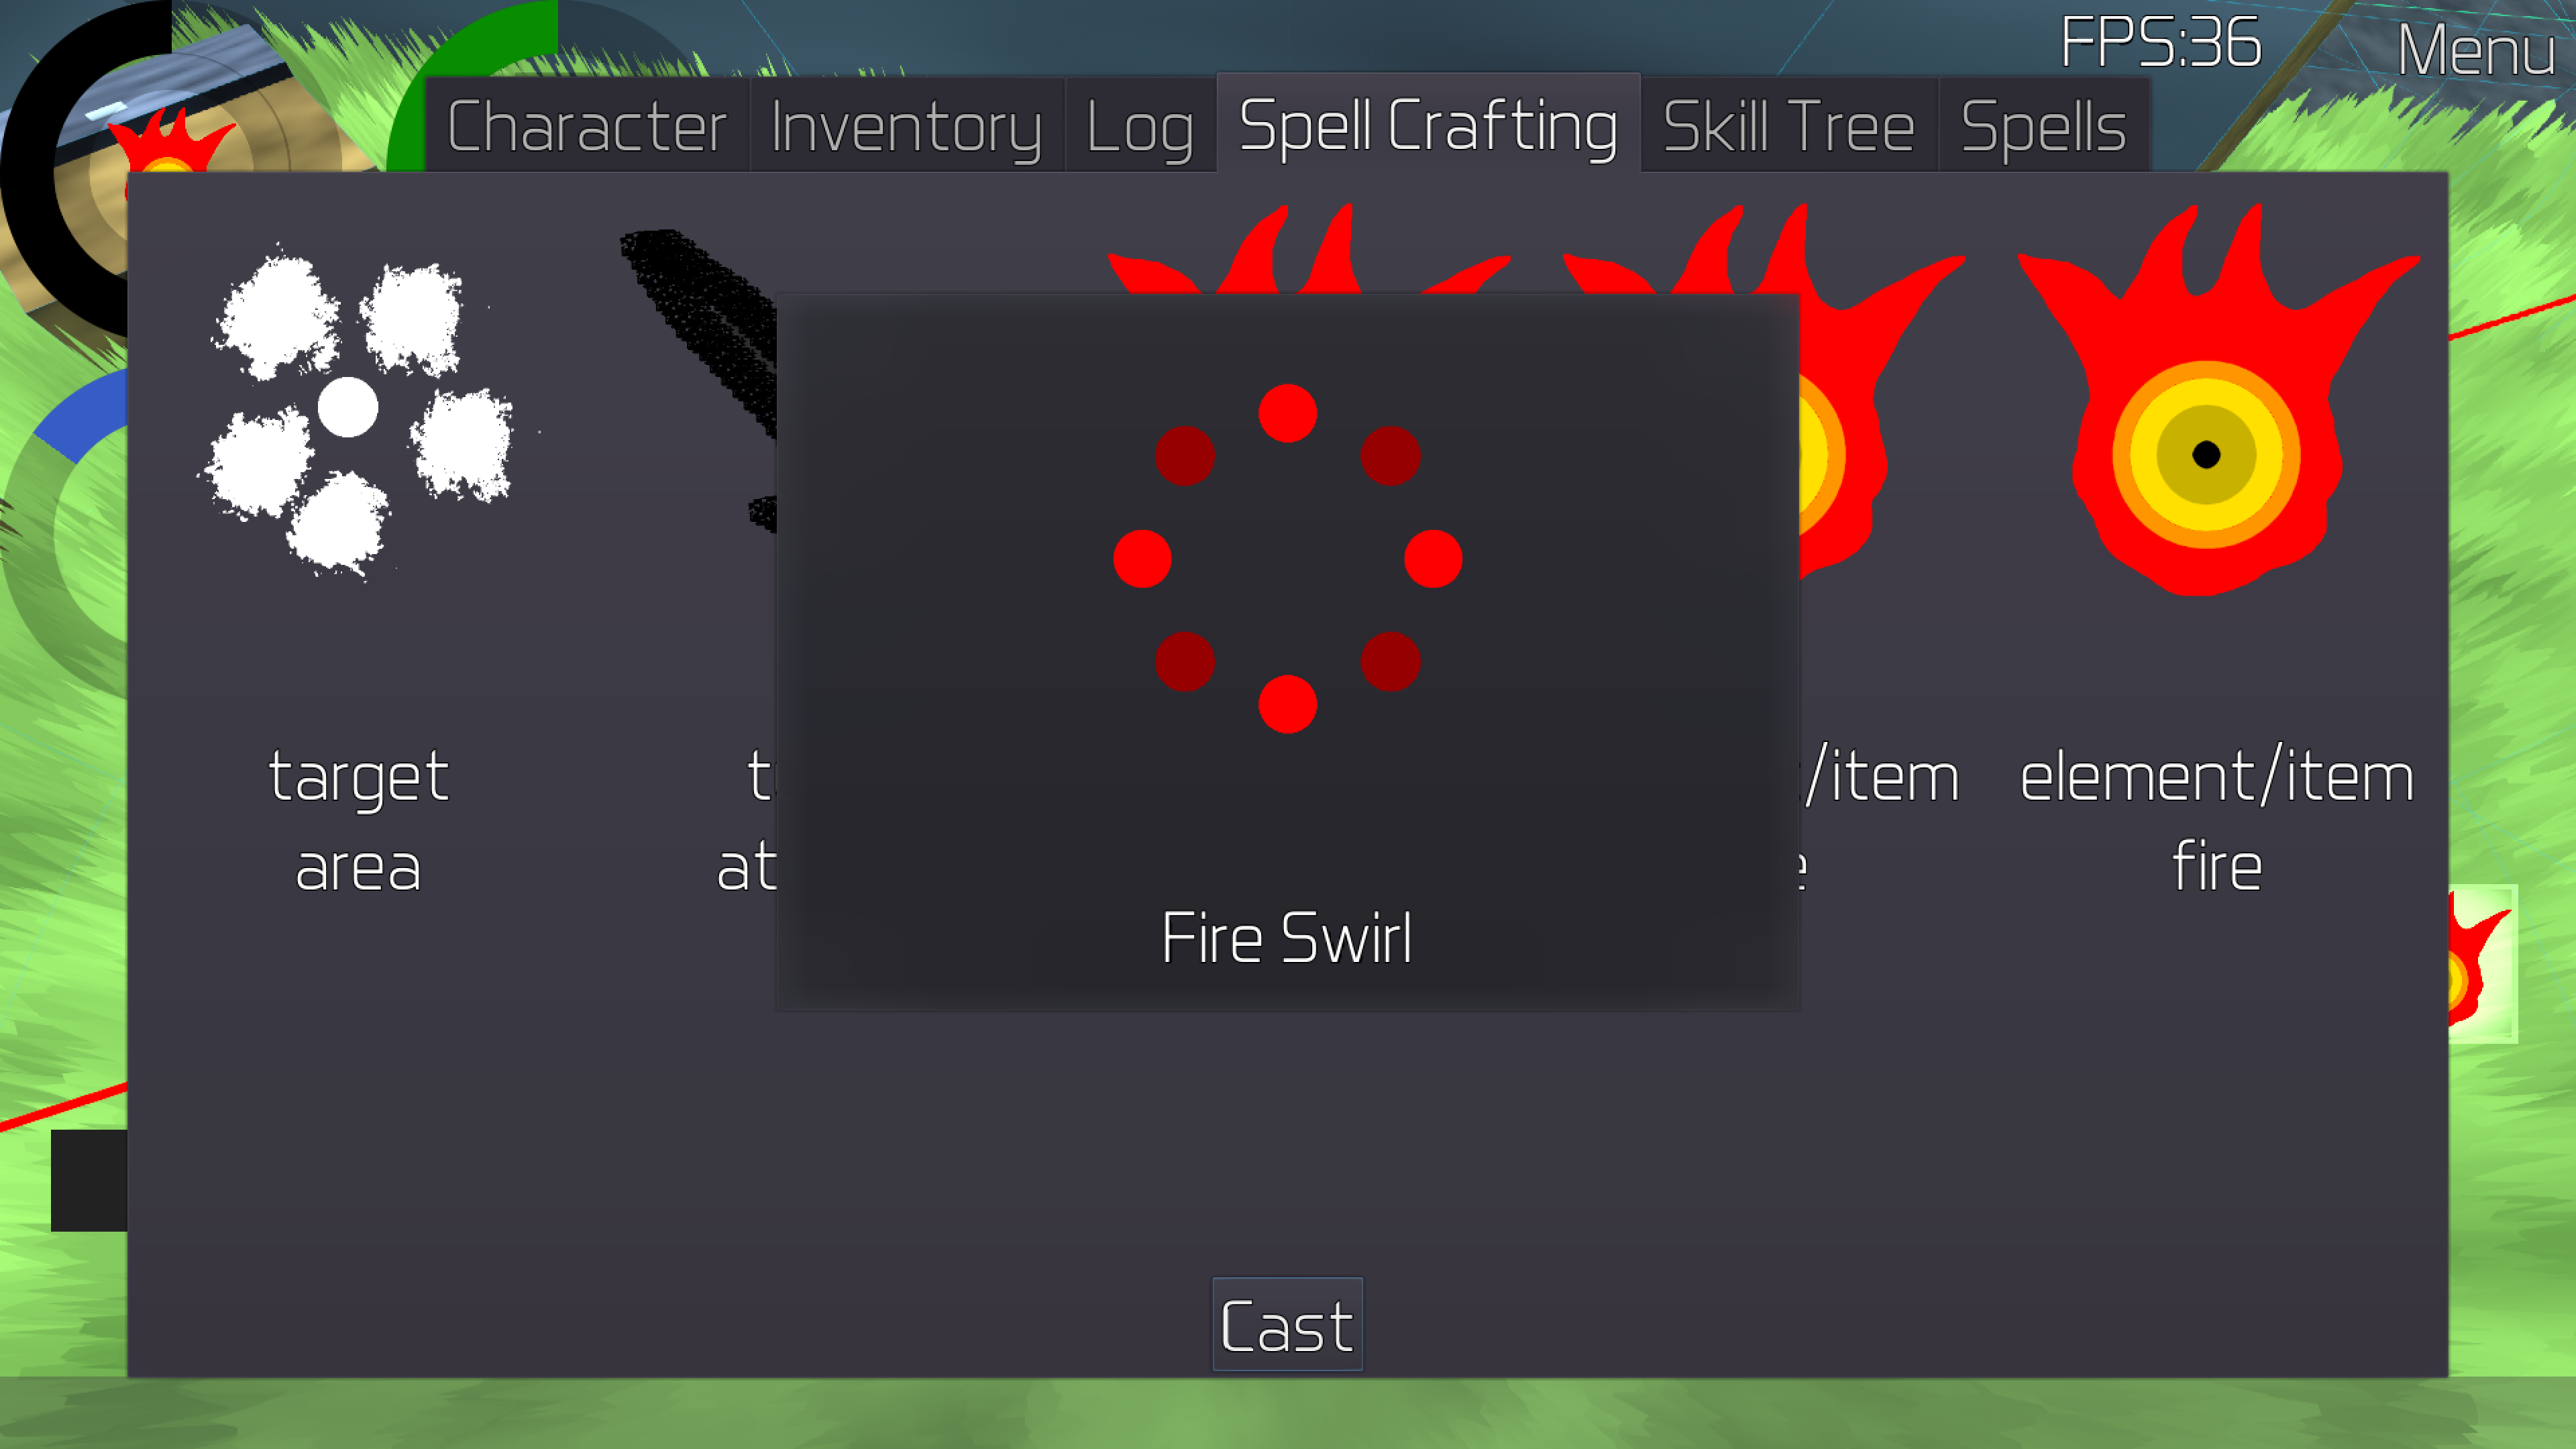 FPS:36
Menu
Character
Inventory
Log
Spell Crafting
Skill Tree
Spells
target
area
/item
element/item
fire
Fire Swirl
Cast